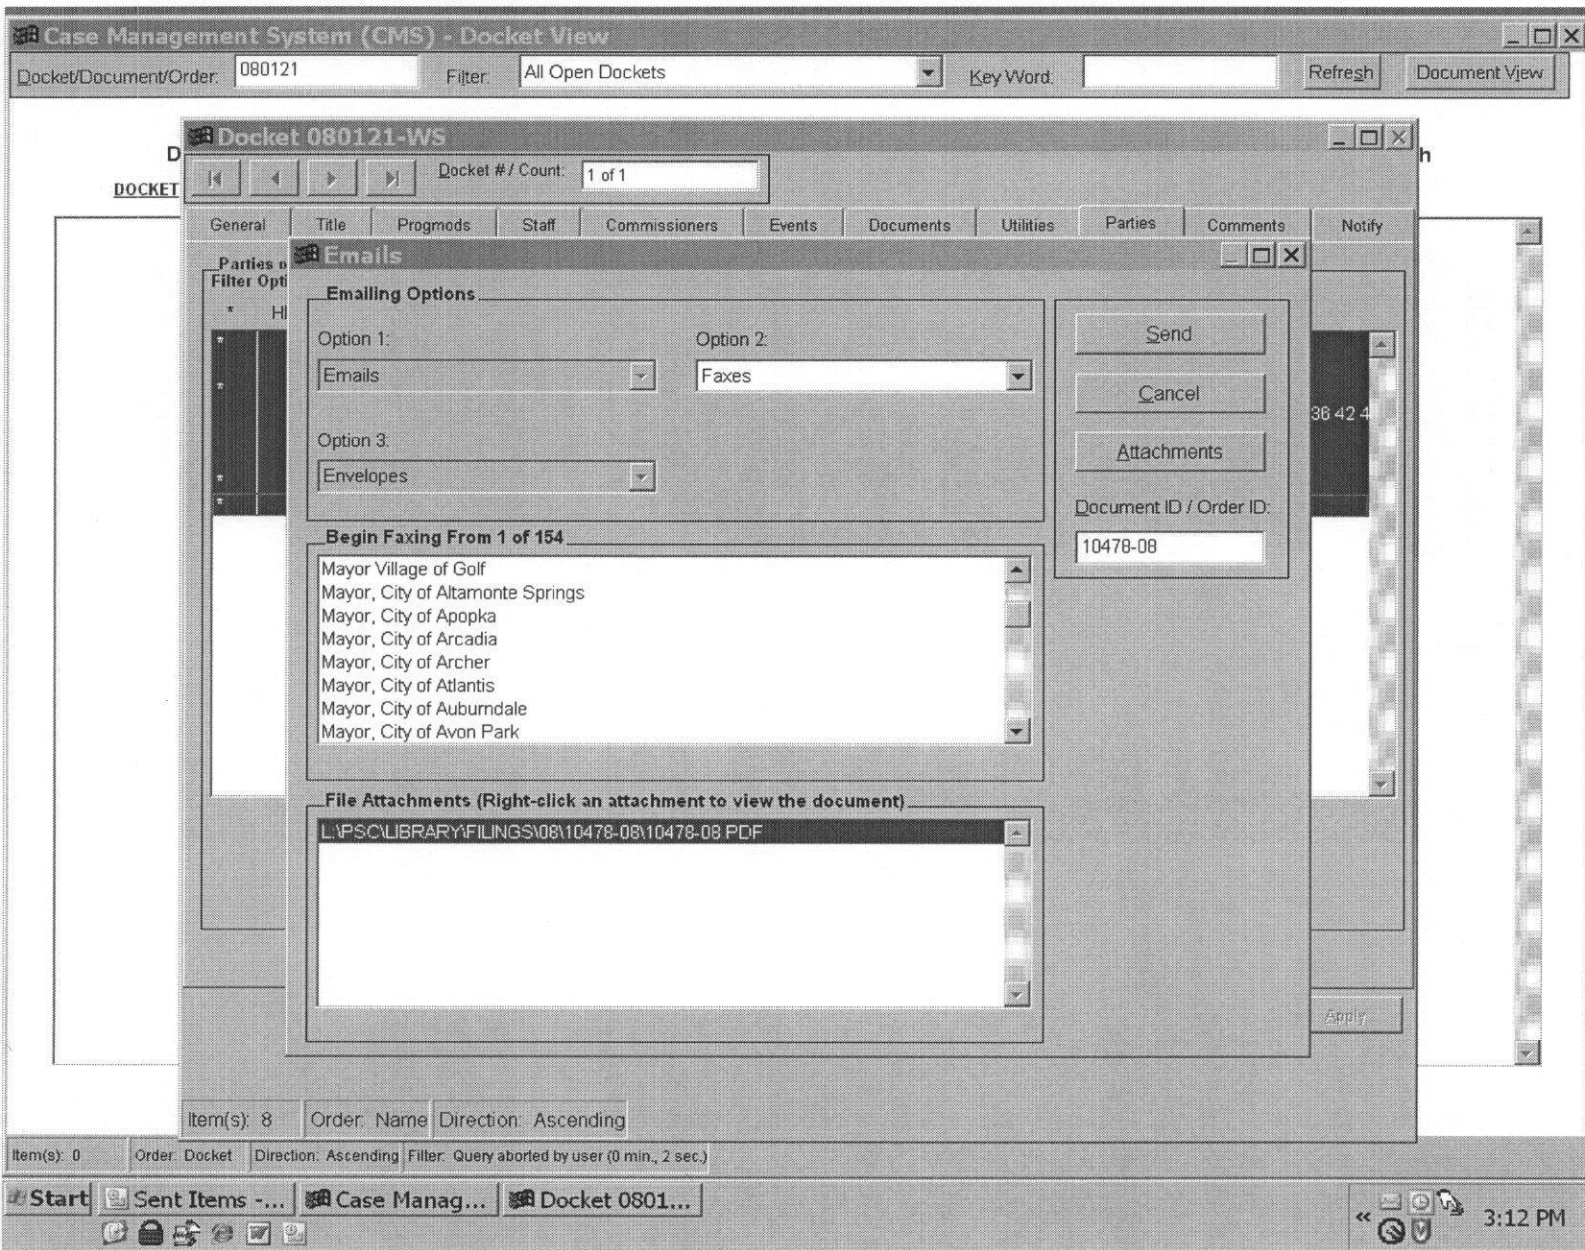 Case Management System (CMS) - Docket View
Docket/Document/Order: 080121 Filter: All Open Dockets Key Word: Refresh Document View
Docket 080121-WS
D h
DOCKET
Docket # / Count: 1 of 1
General Title Progmods Staff Commissioners Events Documents Utilities Parties Comments Notify
Parties
Filter Opti
* HI
Emails
Emailing Options
Option 1: Option 2:
Emails Faxes
Option 3:
Envelopes
Send
Cancel
Attachments
Document ID / Order ID:
10478-08
*
*
*
*
36 42 4
Begin Faxing From 1 of 154
Mayor Village of Golf
Mayor, City of Altamonte Springs
Mayor, City of Apopka
Mayor, City of Arcadia
Mayor, City of Archer
Mayor, City of Atlantis
Mayor, City of Auburndale
Mayor, City of Avon Park
File Attachments (Right-click an attachment to view the document)
L:\PSC\LIBRARY\FILINGS\08\10478-08\10478-08.PDF
Apply
Item(s): 8 Order: Name Direction: Ascending
Item(s): 0 Order: Docket Direction: Ascending Filter: Query aborted by user (0 min., 2 sec.)
Start Sent Items -... Case Manag... Docket 0801... « 3:12 PM